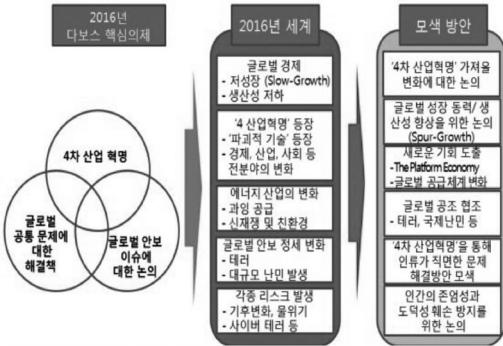 2016년
다보스 핵심의제
4차 산업 혁명
글로벌
공통 문제에
대한
해결책
글로벌 안보
이슈에
대한 논의
2016년 세계
글로벌 경제
- 저성장 (Slow-Growth)
- 생산성 저하
'4 산업혁명' 등장
- '파괴적 기술' 등장
- 경제, 산업, 사회 등
전분야의 변화
에너지 산업의 변화
- 과잉 공급
- 신재쟁 및 친환경
글로벌 안보 정세 변화
- 테러
- 대규모 난민 발생
각종 리스크 발생
- 기후변화, 물위기
- 사이버 테러 등
모색 방안
'4차 산업혁명' 가져올
변화에 대한 논의
글로벌 성장 동력/ 생
산성 향상을 위한 논의
(Spur-Growth)
새로운 기회 도출
- The Platform Economy
- 글로벌 공급체계 변화
글로벌 공조 협조
- 테러, 국제난민 등
'4차 산업혁명'을 통해
인류가 직면한 문제
해결방안 모색
인간의 존엄성과
도덕성 훼손 방지를
위한 논의